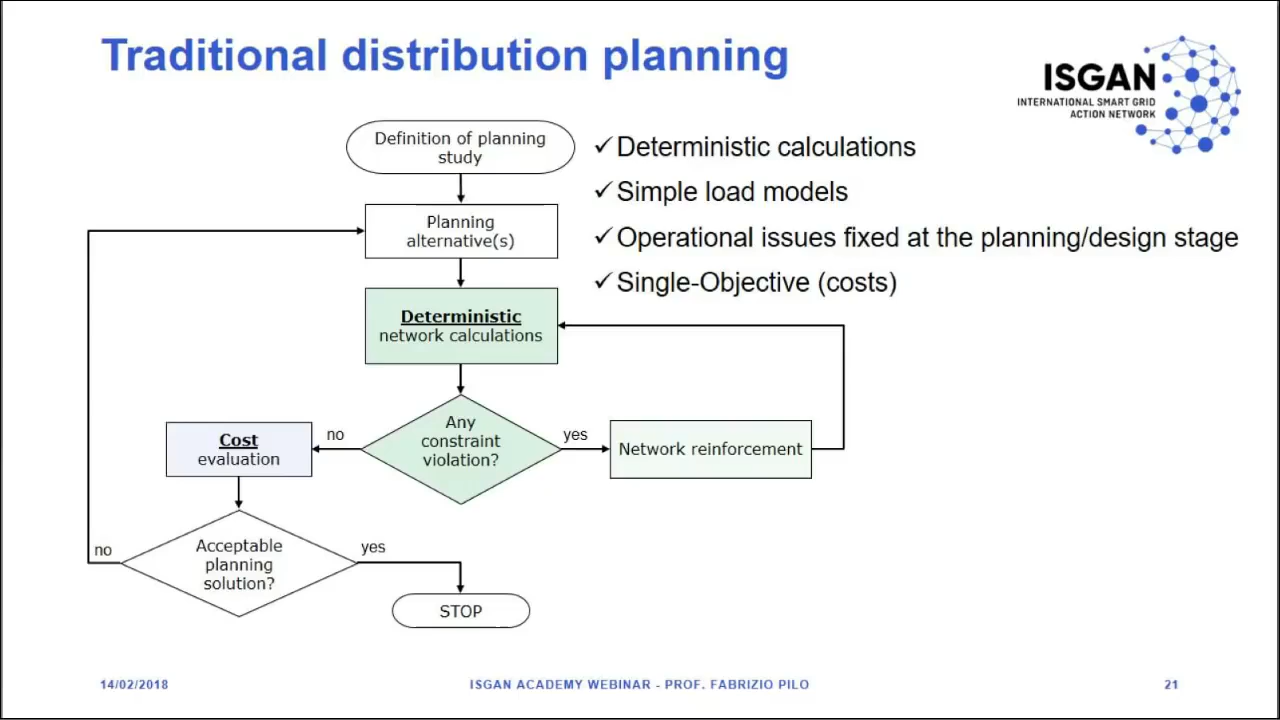 Traditional distribution planning
ISGAN
INTERNATIONAL SMART GRID
ACTION NETWORK
Definition of planning
study
✓Deterministic calculations
✓Simple load models
✓Operational issues fixed at the planning/design stage
✓Single-Objective (costs)
Planning
alternative(s)
Deterministic
network calculations
Any
constraint
violation?
no
yes
Cost
evaluation
Network reinforcement
Acceptable
planning
solution?
no
yes
STOP
14/02/2018
ISGAN ACADEMY WEBINAR - PROF. FABRIZIO PILO
21